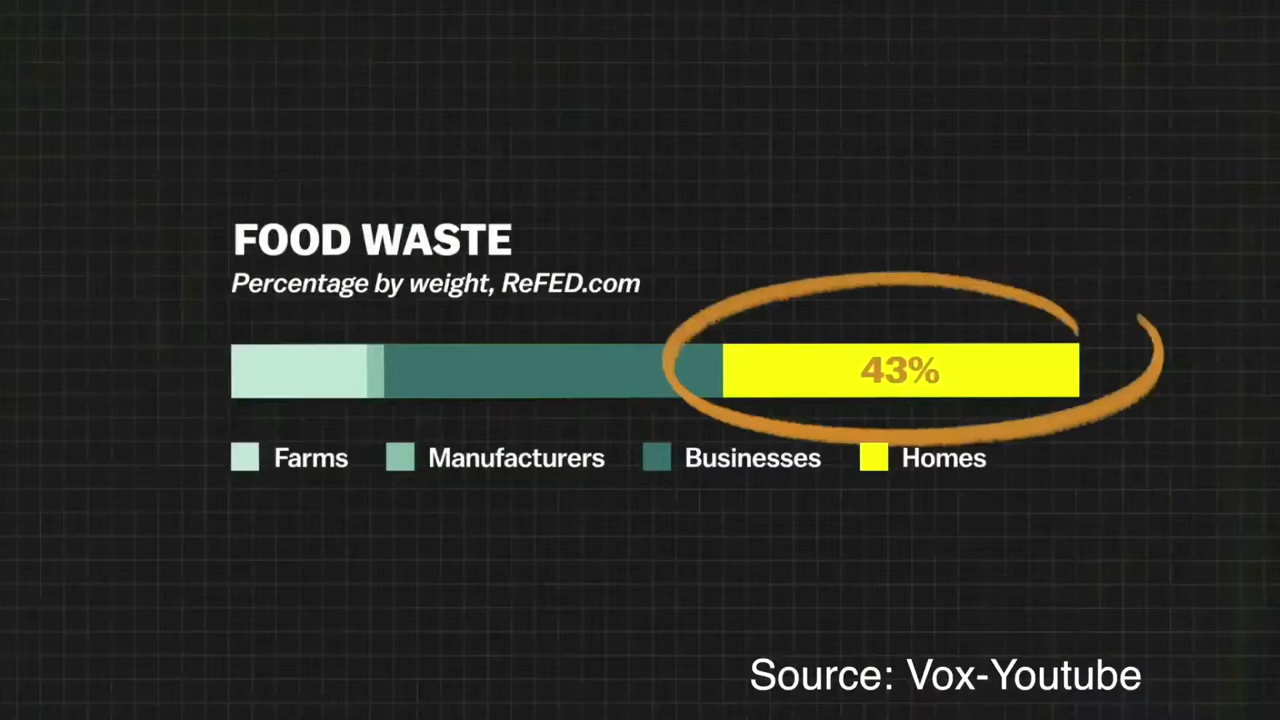 FOOD WASTE
Percentage by weight, ReFED.com
43%
Farms Manufacturers Businesses Homes
Source: Vox-Youtube